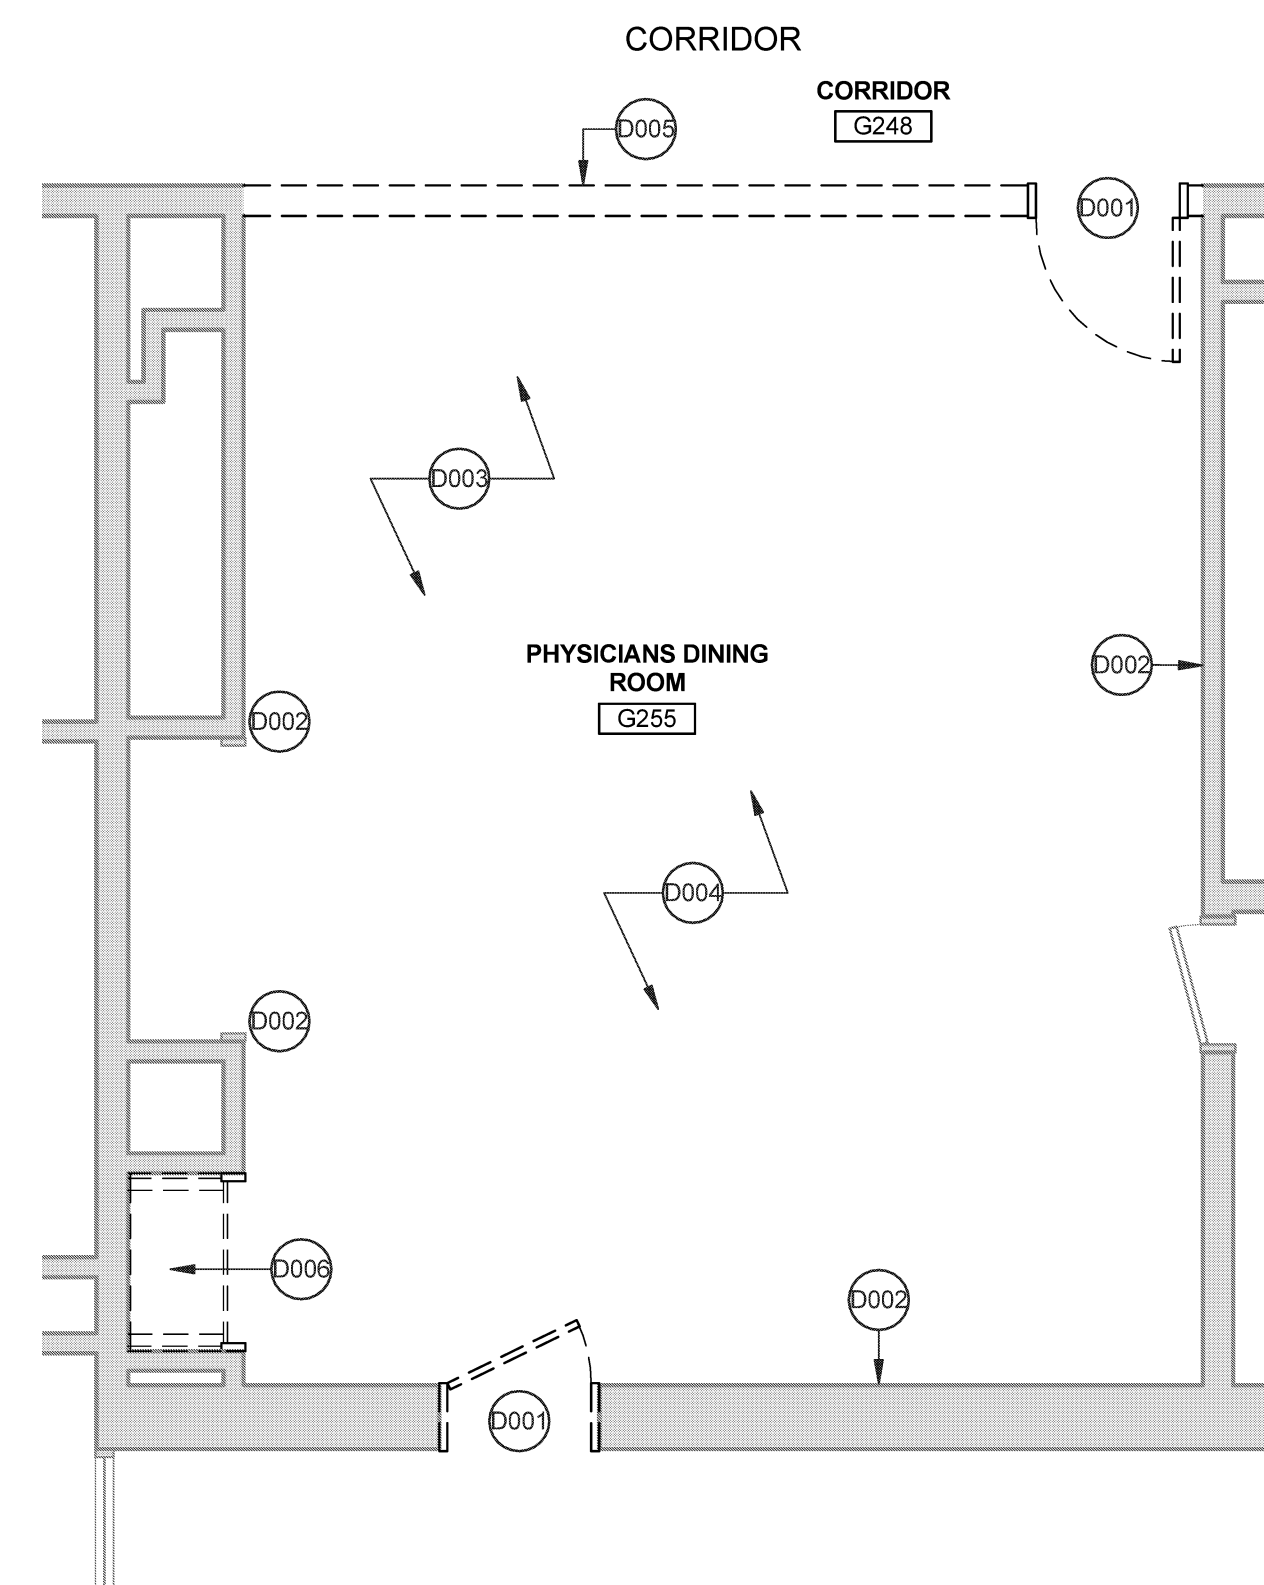 CORRIDOR
CORRIDOR
G248
D005
D001
D003
PHYSICIANS DINING
ROOM
G255
D002
D002
D004
D002
D006
D002
D001